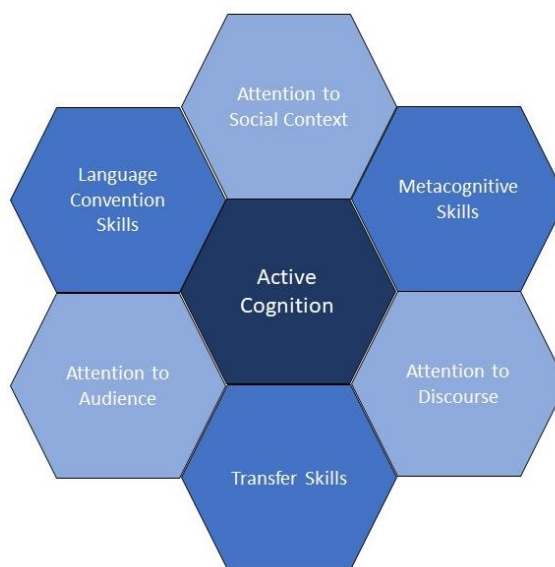 Attention to
Social Context
Language
Convention
Skills
Metacognitive
Skills
Active
Cognition
Attention to
Audience
Attention to
Discourse
Transfer Skills